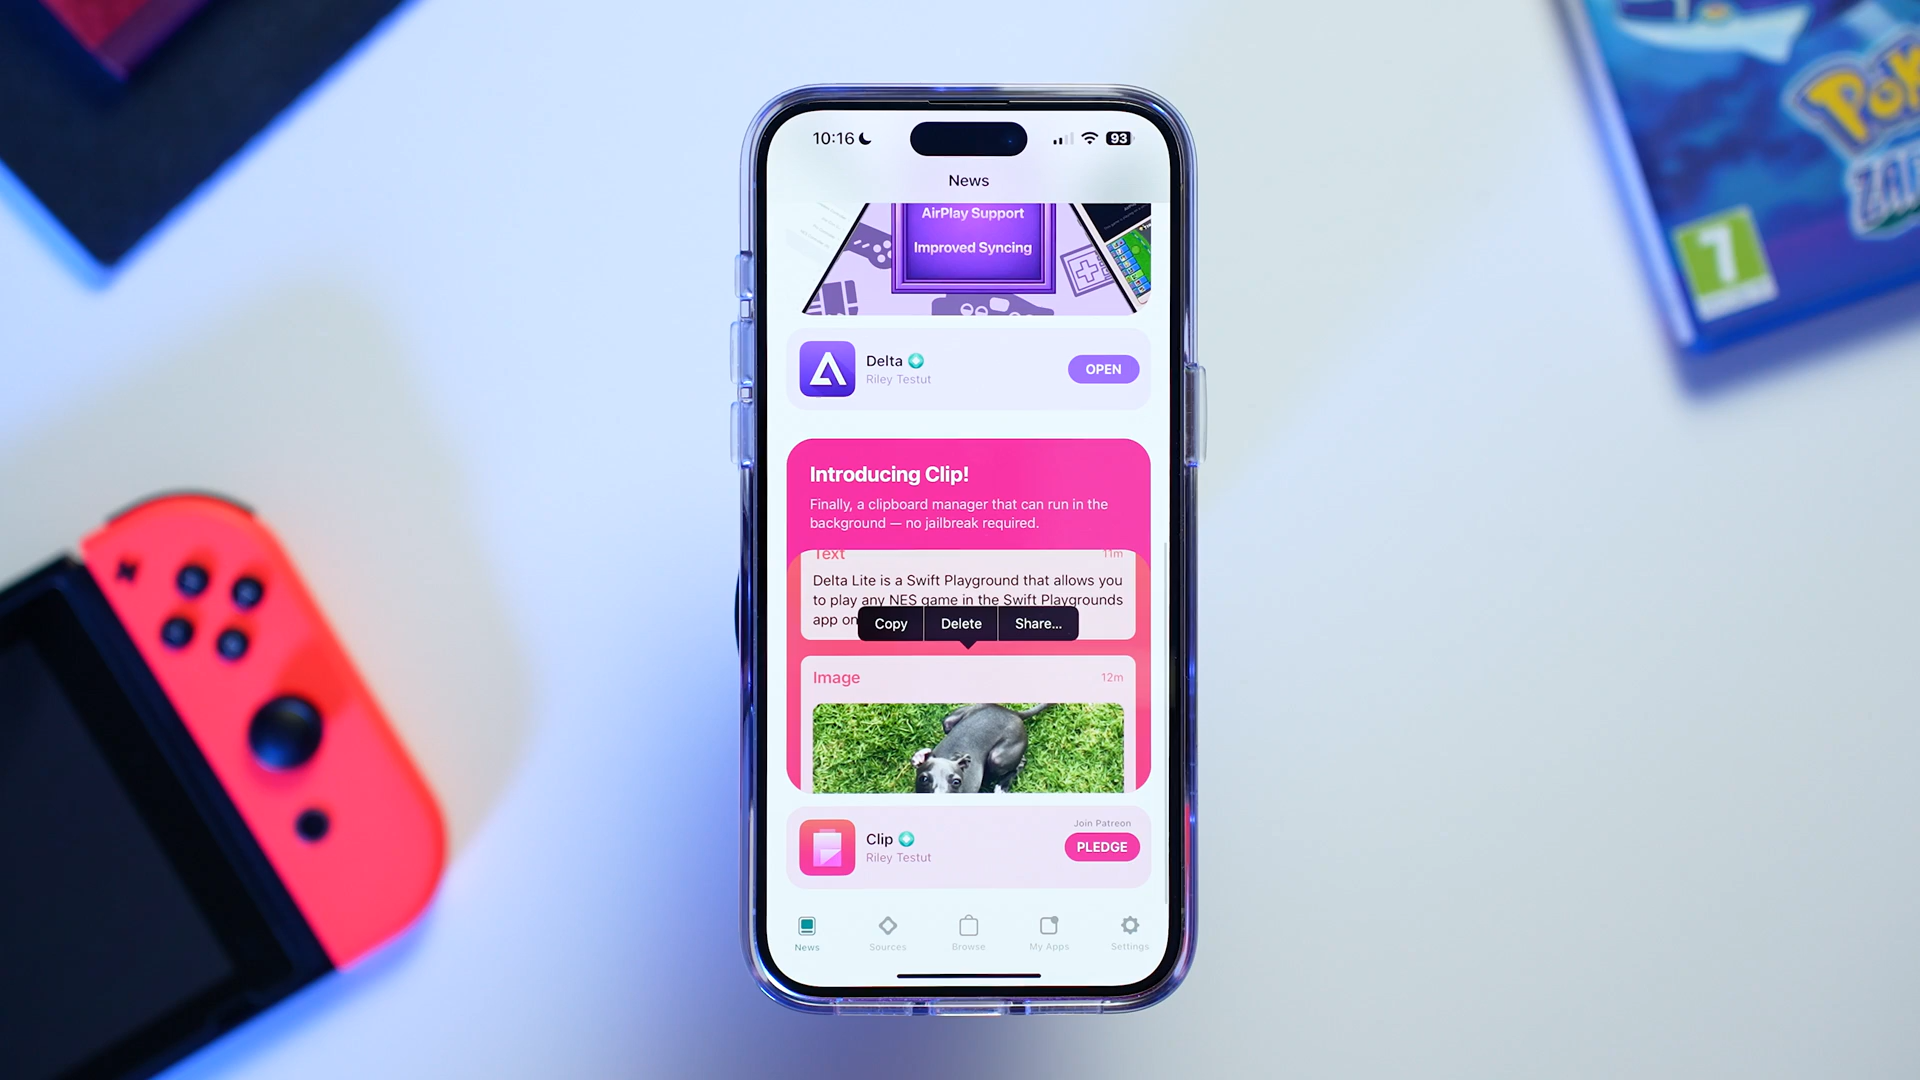 10:16
93
News
AirPlay Support
Improved Syncing
Delta
Riley Testut
OPEN
Introducing Clip!
Finally, a clipboard manager that can run in the
background — no jailbreak required.
Text 11m
Delta Lite is a Swift Playground that allows you
to play any NES game in the Swift Playgrounds
app on
Copy Delete Share...
Image 12m
Clip
Riley Testut
Join Patreon
PLEDGE
News Sources Browse My Apps Settings
7